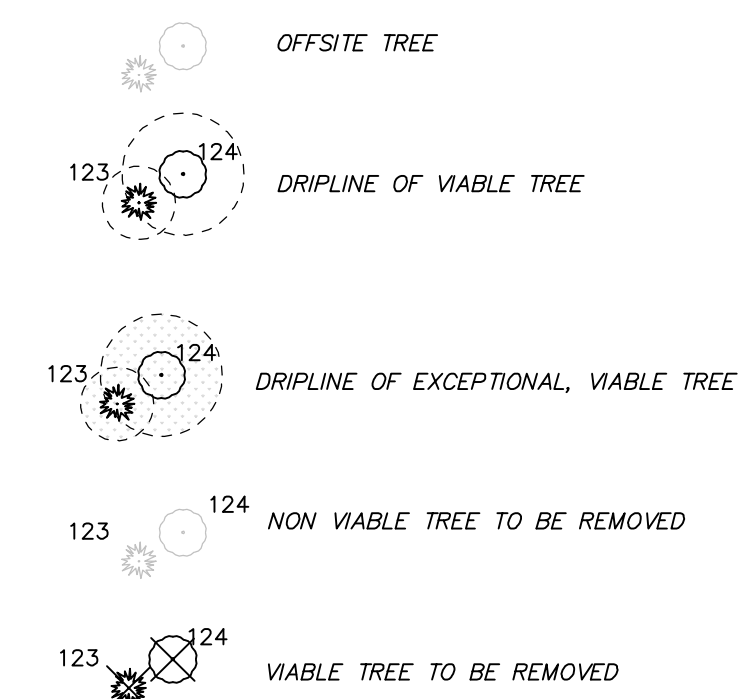 OFFSITE TREE
124
123
DRIPLINE OF VIABLE TREE
124
123
DRIPLINE OF EXCEPTIONAL, VIABLE TREE
124
123
NON VIABLE TREE TO BE REMOVED
124
123
VIABLE TREE TO BE REMOVED